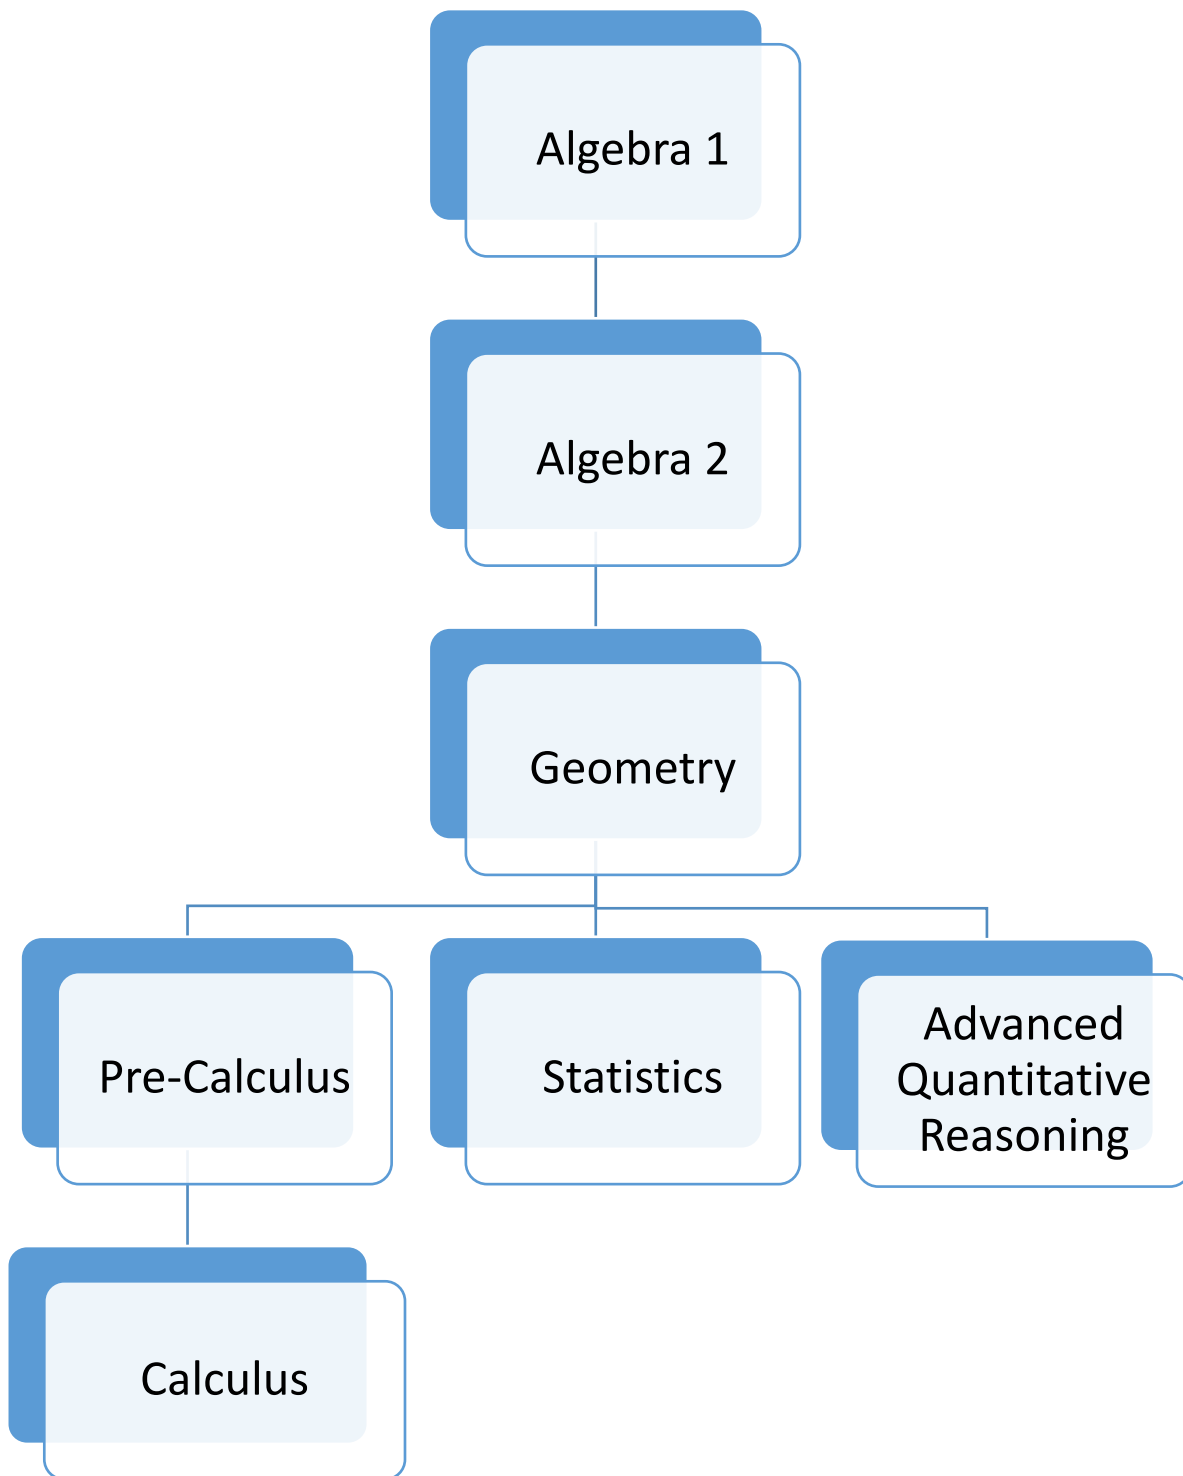 Algebra 1
Algebra 2
Geometry
Pre-Calculus
Statistics
Advanced
Quantitative
Reasoning
Calculus